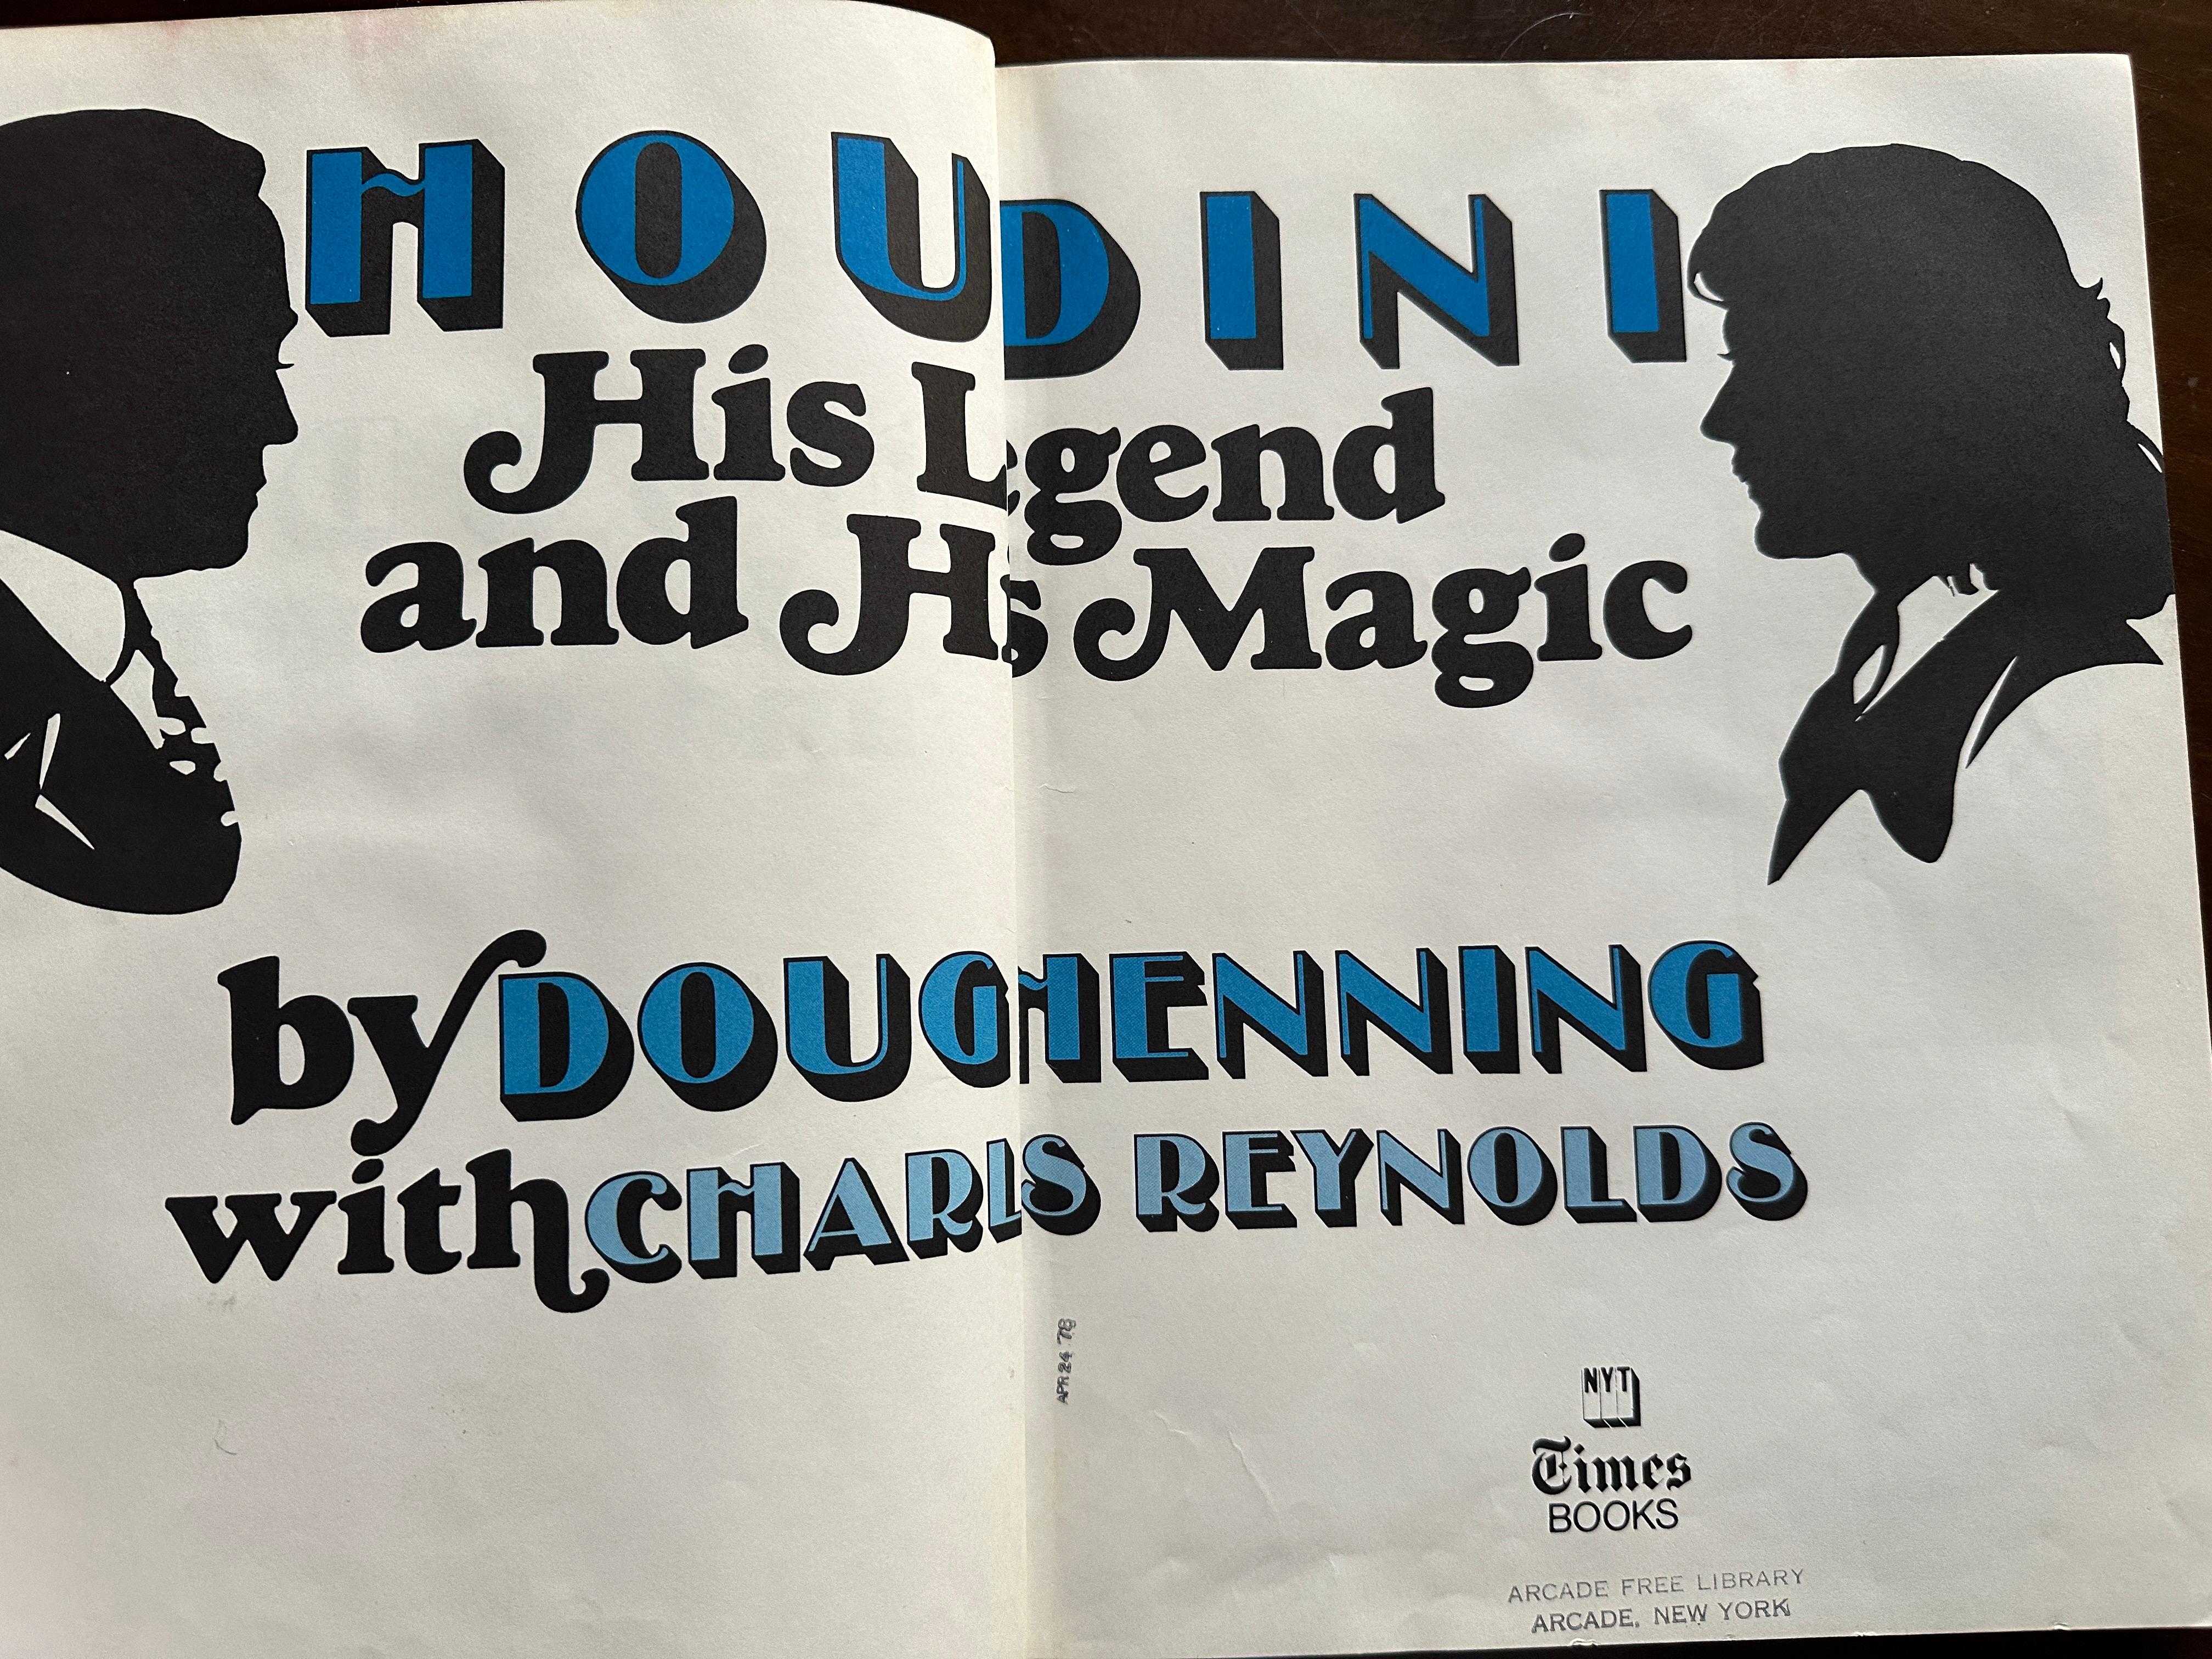 HOUDINI
His Legend
and His Magic
by DOUG HENNING
with CHARLES REYNOLDS
APR 24 '78
NYT
Times
BOOKS
ARCADE FREE LIBRARY
ARCADE, NEW YORK